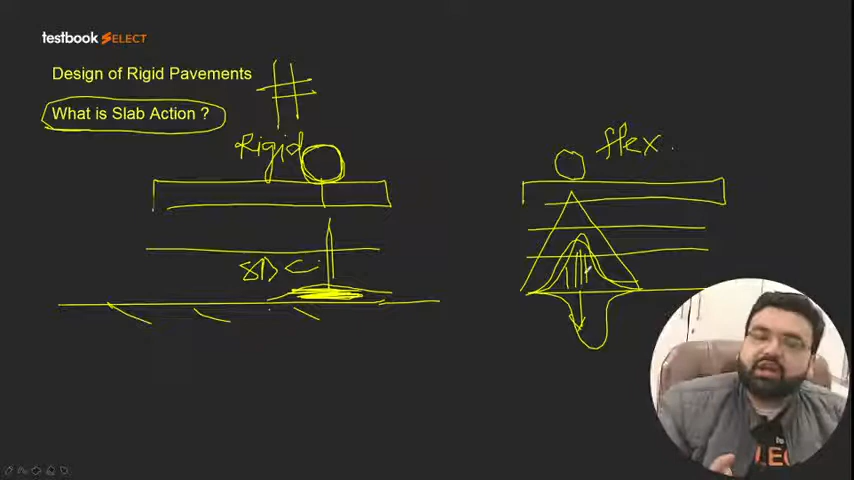 testbook SELECT
Design of Rigid Pavements
What is Slab Action ?
Rigid
flex.